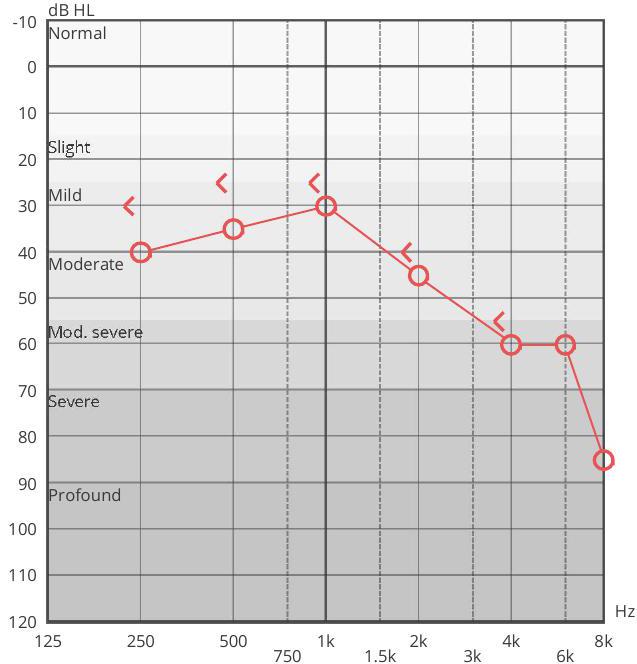 dB HL
-10
Normal
0
10
Slight
20
Mild
30
40
Moderate
50
Mod. severe
60
70
Severe
80
90
Profound
100
110
120
Hz
125 250 500 1k 2k 4k 8k
750 1.5k 3k 6k